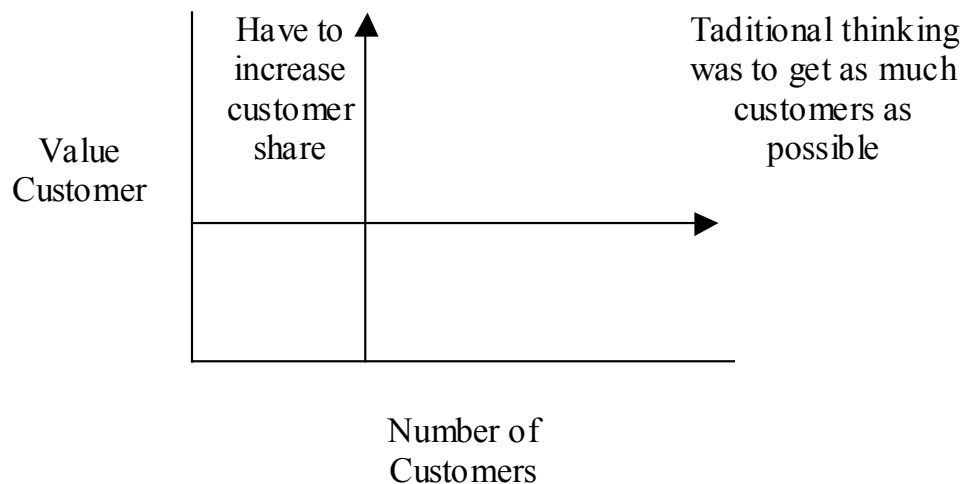 Have to
increase
customer
share
Taditional thinking
was to get as much
customers as
possible
Value
Customer
Number of
Customers